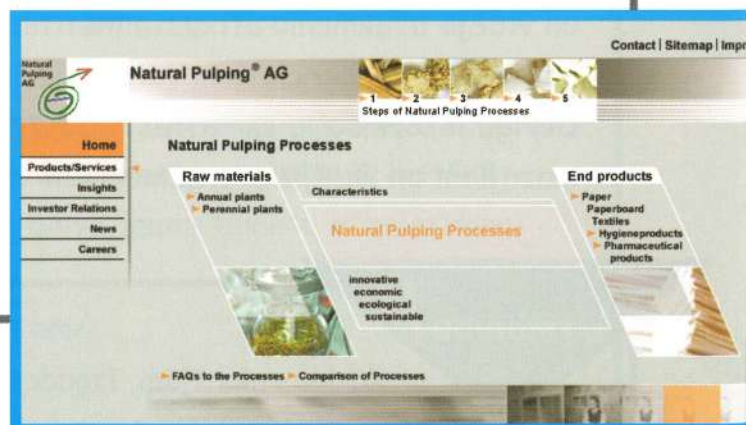 Contact | Sitemap | Impr
Natural
Pulping
AG
Natural Pulping® AG
1 2 3 4 5
Steps of Natural Pulping Processes
Home
Products/Services
Insights
Investor Relations
News
Careers
Natural Pulping Processes
Raw materials
Annual plants
Perennial plants
Characteristics
Natural Pulping Processes
innovative
economic
ecological
sustainable
End products
Paper
Paperboard
Textiles
Hygieneproducts
Pharmaceutical
products
FAQs to the Processes Comparison of Processes